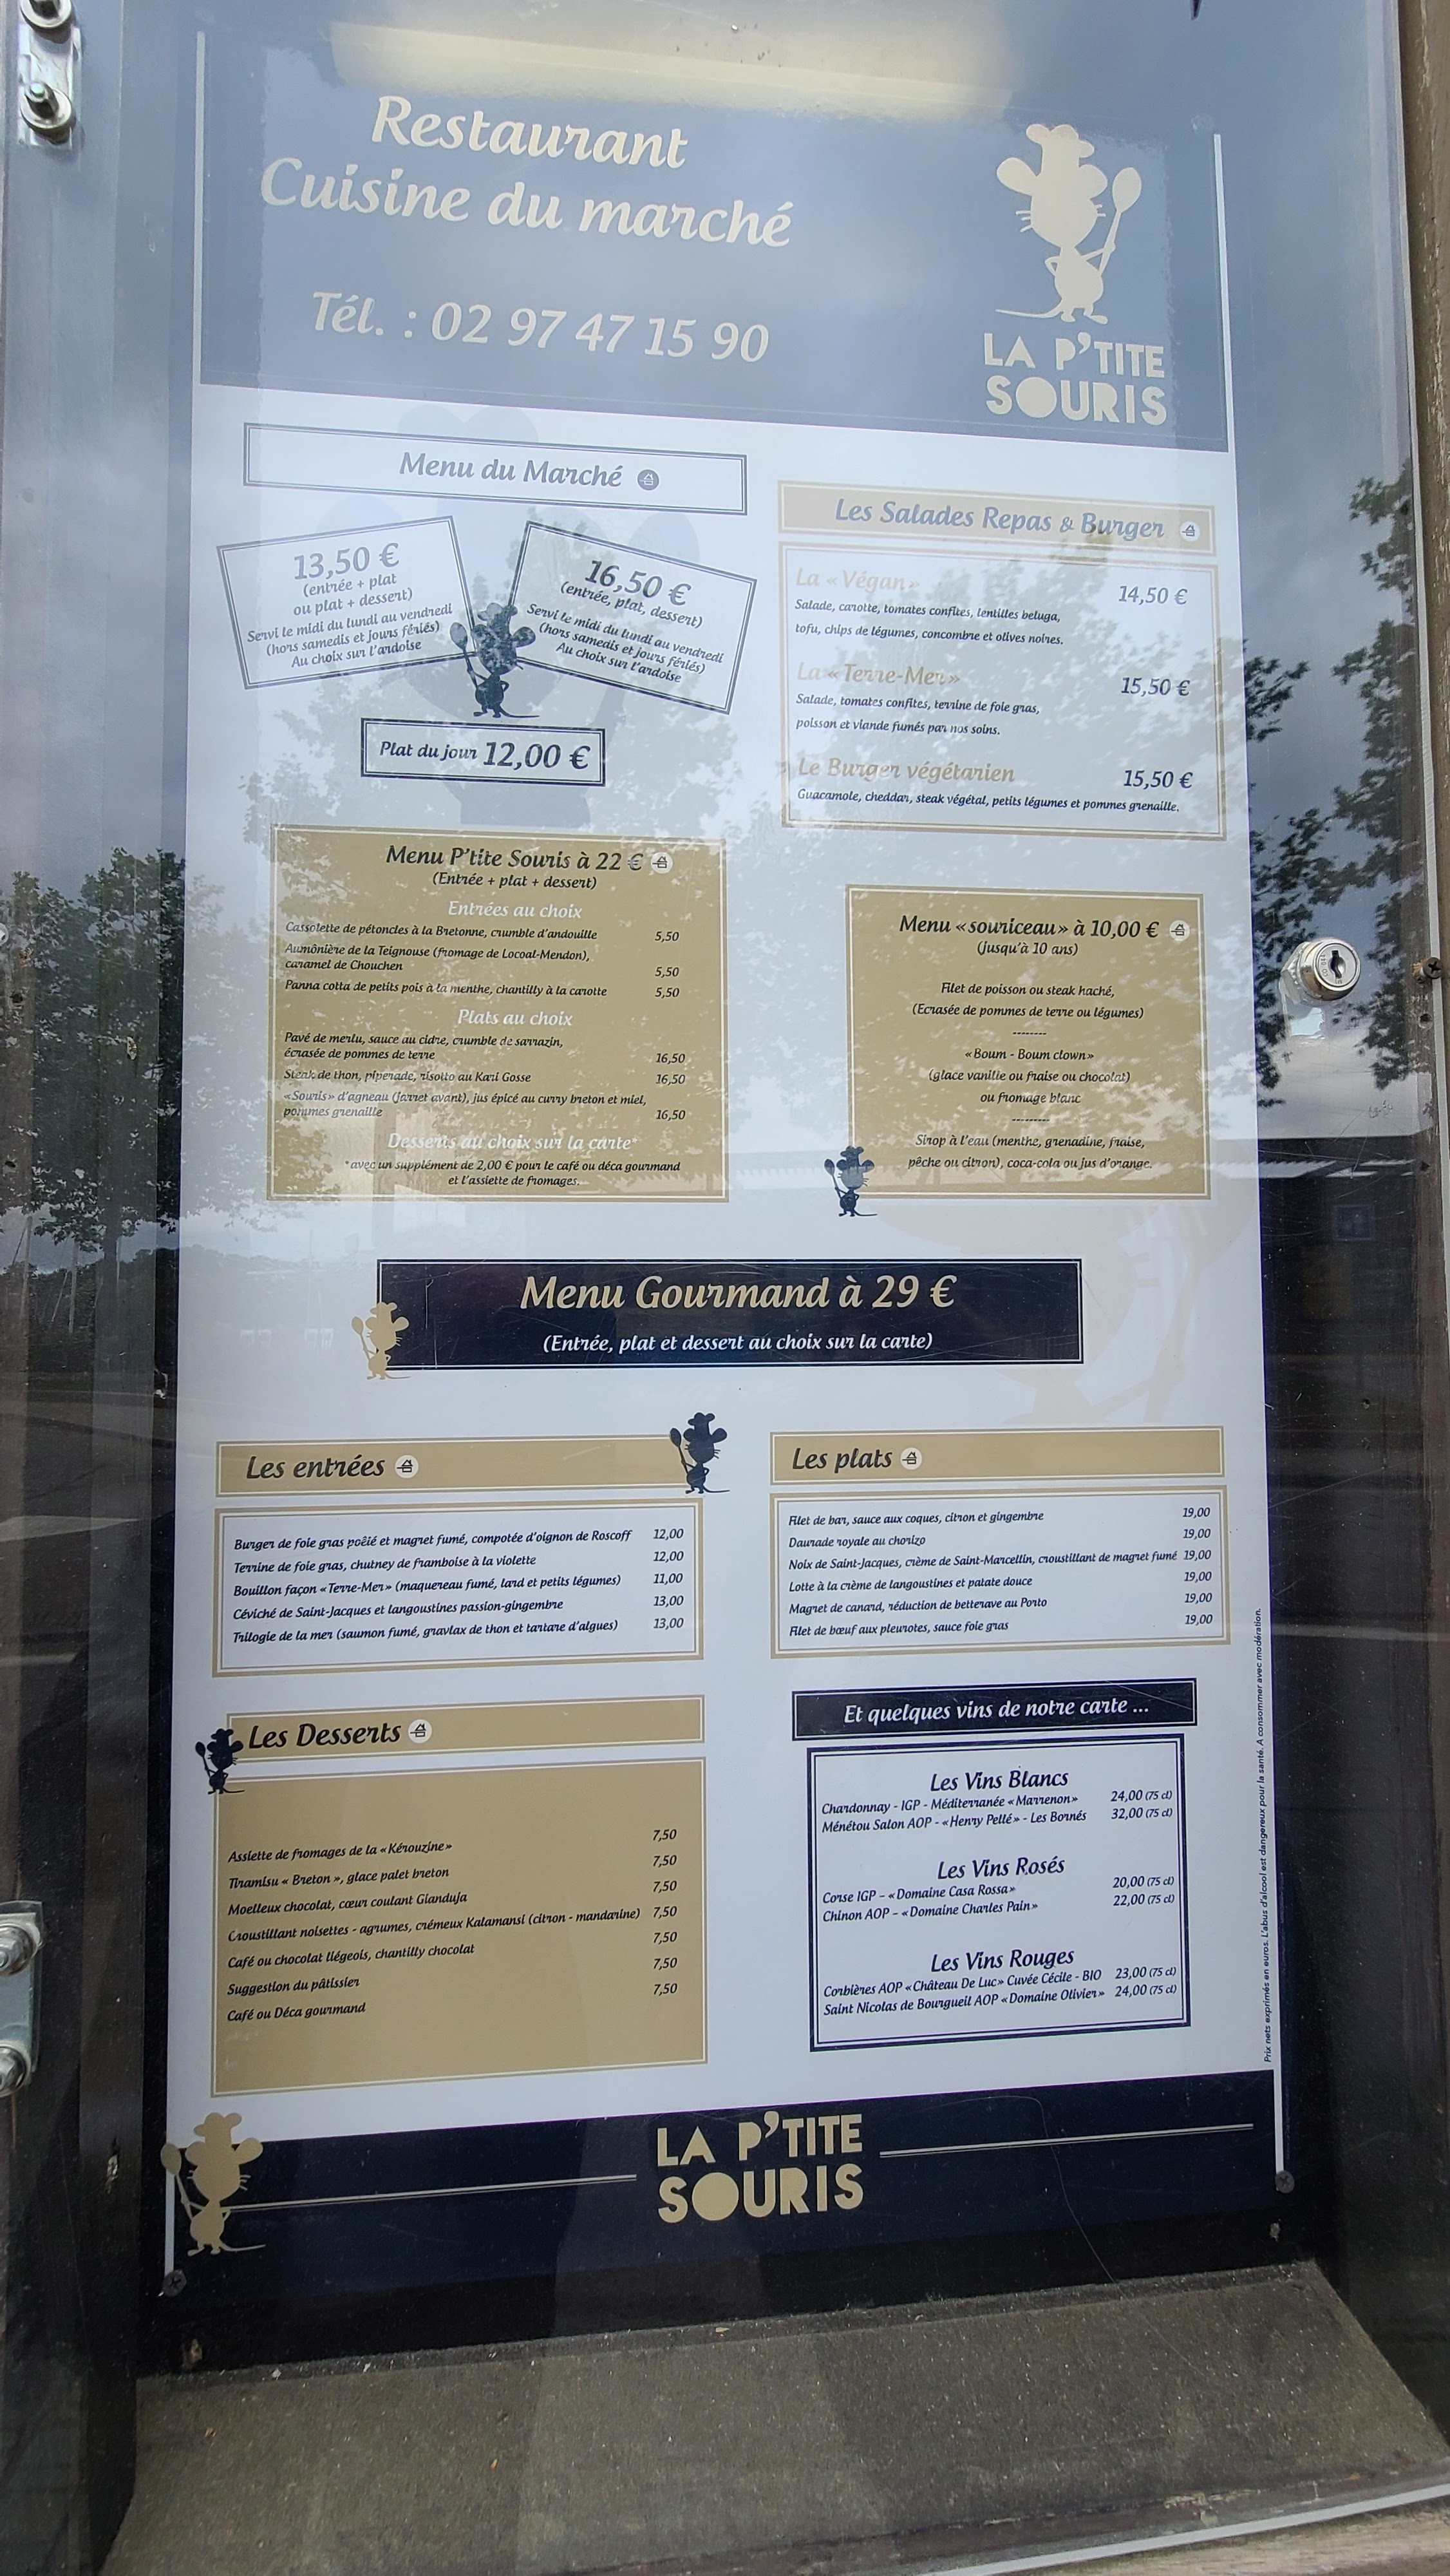 Restaurant
Cuisine du marché
Tél. : 02 97 47 15 90
LA P'TITE
SOURIS
Menu du Marché
13,50 €
(entrée + plat
ou plat + dessert)
Servi le midi du lundi au vendredi
(hors samedis et jours fériés)
Au choix sur l'ardoise
16,50 €
(entrée, plat, dessert)
Servi le midi du lundi au vendredi
(hors samedis et jours fériés)
Au choix sur l'ardoise
Plat du jour 12,00 €
Les Salades Repas & Burger
La « Végan » 14,50 €
Salade, carotte, tomates confites, lentilles beluga,
tofu, chips de légumes, concombre et olives noires.
La « Terre-Mer » 15,50 €
Salade, tomates confites, terrine de foie gras,
poisson et viande fumés par nos soins.
Le Burger végétarien 15,50 €
Guacamole, cheddar, steak végétal, petits légumes et pommes grenaille.
Menu P'tite Souris à 22 €
(Entrée + plat + dessert)
Entrées au choix
Cassolette de pétoncles à la Bretonne, crumble d'andouille 5,50
Aumônière de la Teignouse (fromage de Locoal-Mendon),
caramel de Chouchen 5,50
Panna cotta de petits pois à la menthe, chantilly à la carotte 5,50
Plats au choix
Pavé de merlu, sauce au cidre, crumble de sarrazin,
écrasée de pommes de terre 16,50
Steak de thon, piperade, risotto au Kari Gosse 16,50
«Souris» d'agneau (Jarret avant), jus épicé au curry breton et miel,
pommes grenaille 16,50
Desserts au choix sur la carte*
*avec un supplément de 2,00 € pour le café ou déca gourmand
et l'assiette de fromages.
Menu «souriceau» à 10,00 €
(jusqu'à 10 ans)
Filet de poisson ou steak haché,
(Ecrasée de pommes de terre ou légumes)
--------
«Boum - Boum clown»
(glace vanille ou fraise ou chocolat)
ou fromage blanc
---------
Sirop à l'eau (menthe, grenadine, fraise,
pêche ou citron), coca-cola ou jus d'orange.
Menu Gourmand à 29 €
(Entrée, plat et dessert au choix sur la carte)
Les entrées
Burger de foie gras poêlé et magret fumé, compotée d'oignon de Roscoff 12,00
Terrine de foie gras, chutney de framboise à la violette 12,00
Bouillon façon «Terre-Mer» (maquereau fumé, lard et petits légumes) 11,00
Céviché de Saint-Jacques et langoustines passion-gingembre 13,00
Trilogie de la mer (saumon fumé, gravlax de thon et tartare d'algues) 13,00
Les plats
Filet de bar, sauce aux coques, citron et gingembre 19,00
Daurade royale au chorizo 19,00
Noix de Saint-Jacques, crème de Saint-Marcellin, croustillant de magret fumé 19,00
Lotte à la crème de langoustines et patate douce 19,00
Magret de canard, réduction de betterave au Porto 19,00
Filet de bœuf aux pleurotes, sauce foie gras 19,00
Les Desserts
Assiette de fromages de la «Kérouzine» 7,50
Tiramisu « Breton », glace palet breton 7,50
Moelleux chocolat, cœur coulant Gianduja 7,50
Croustillant noisettes - agrumes, crémeux Kalamansi (citron - mandarine) 7,50
Café ou chocolat liégeois, chantilly chocolat 7,50
Suggestion du pâtissier 7,50
Café ou Déca gourmand 7,50
Et quelques vins de notre carte ...
Les Vins Blancs
Chardonnay - IGP - Méditerranée «Marrenon» 24,00 (75 cl)
Ménétou Salon AOP - «Henry Pellé» - Les Bornés 32,00 (75 cl)
Les Vins Rosés
Corse IGP – «Domaine Casa Rossa» 20,00 (75 cl)
Chinon AOP – «Domaine Charles Pain» 22,00 (75 cl)
Les Vins Rouges
Corbières AOP «Château De Luc» Cuvée Cécile - BIO 23,00 (75 cl)
Saint Nicolas de Bourgueil AOP «Domaine Olivier» 24,00 (75 cl)
Prix nets exprimés en euros. L'abus d'alcool est dangereux pour la santé. A consommer avec modération.
LA P'TITE
SOURIS